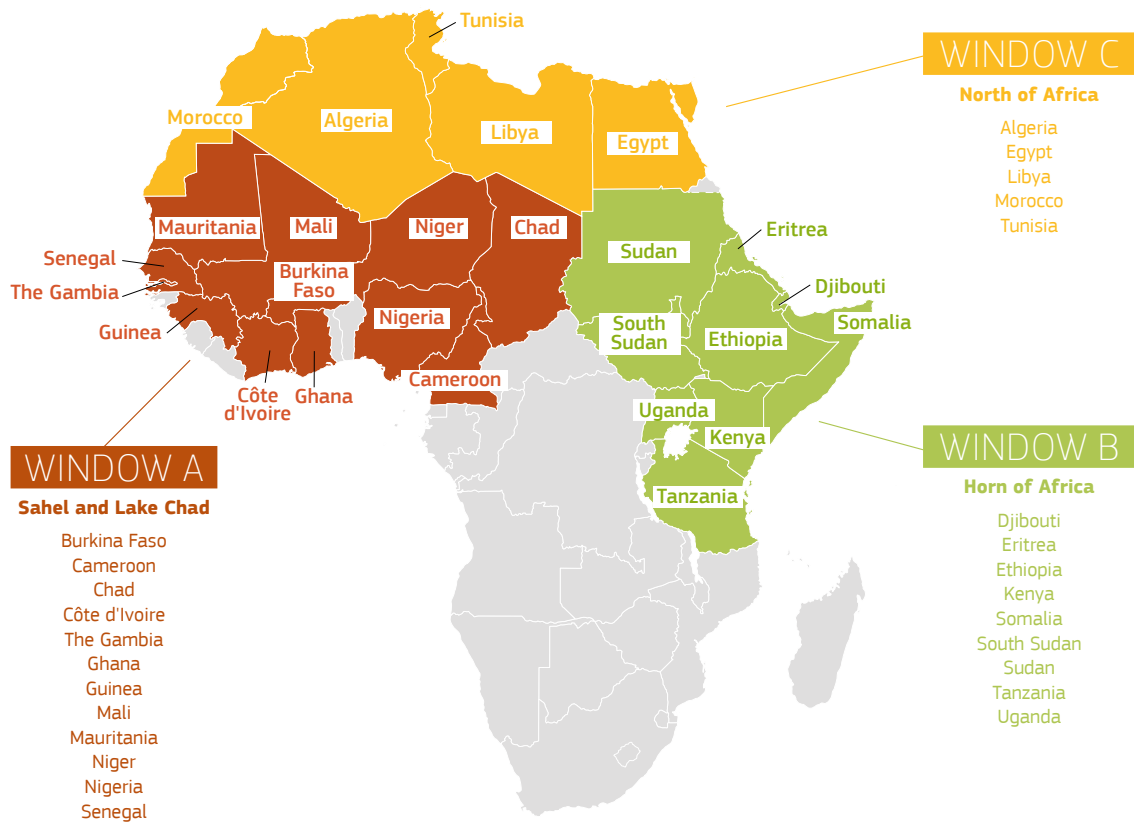 Tunisia
Morocco
Algeria
Libya
Egypt
Mauritania
Mali
Niger
Chad
Senegal
The Gambia
Guinea
Burkina
Faso
Nigeria
Côte
d'Ivoire
Ghana
Cameroon
Sudan
Eritrea
Djibouti
Somalia
South
Sudan
Ethiopia
Uganda
Kenya
Tanzania
WINDOW C
North of Africa
Algeria
Egypt
Libya
Morocco
Tunisia
WINDOW A
Sahel and Lake Chad
Burkina Faso
Cameroon
Chad
Côte d'Ivoire
The Gambia
Ghana
Guinea
Mali
Mauritania
Niger
Nigeria
Senegal
WINDOW B
Horn of Africa
Djibouti
Eritrea
Ethiopia
Kenya
Somalia
South Sudan
Sudan
Tanzania
Uganda